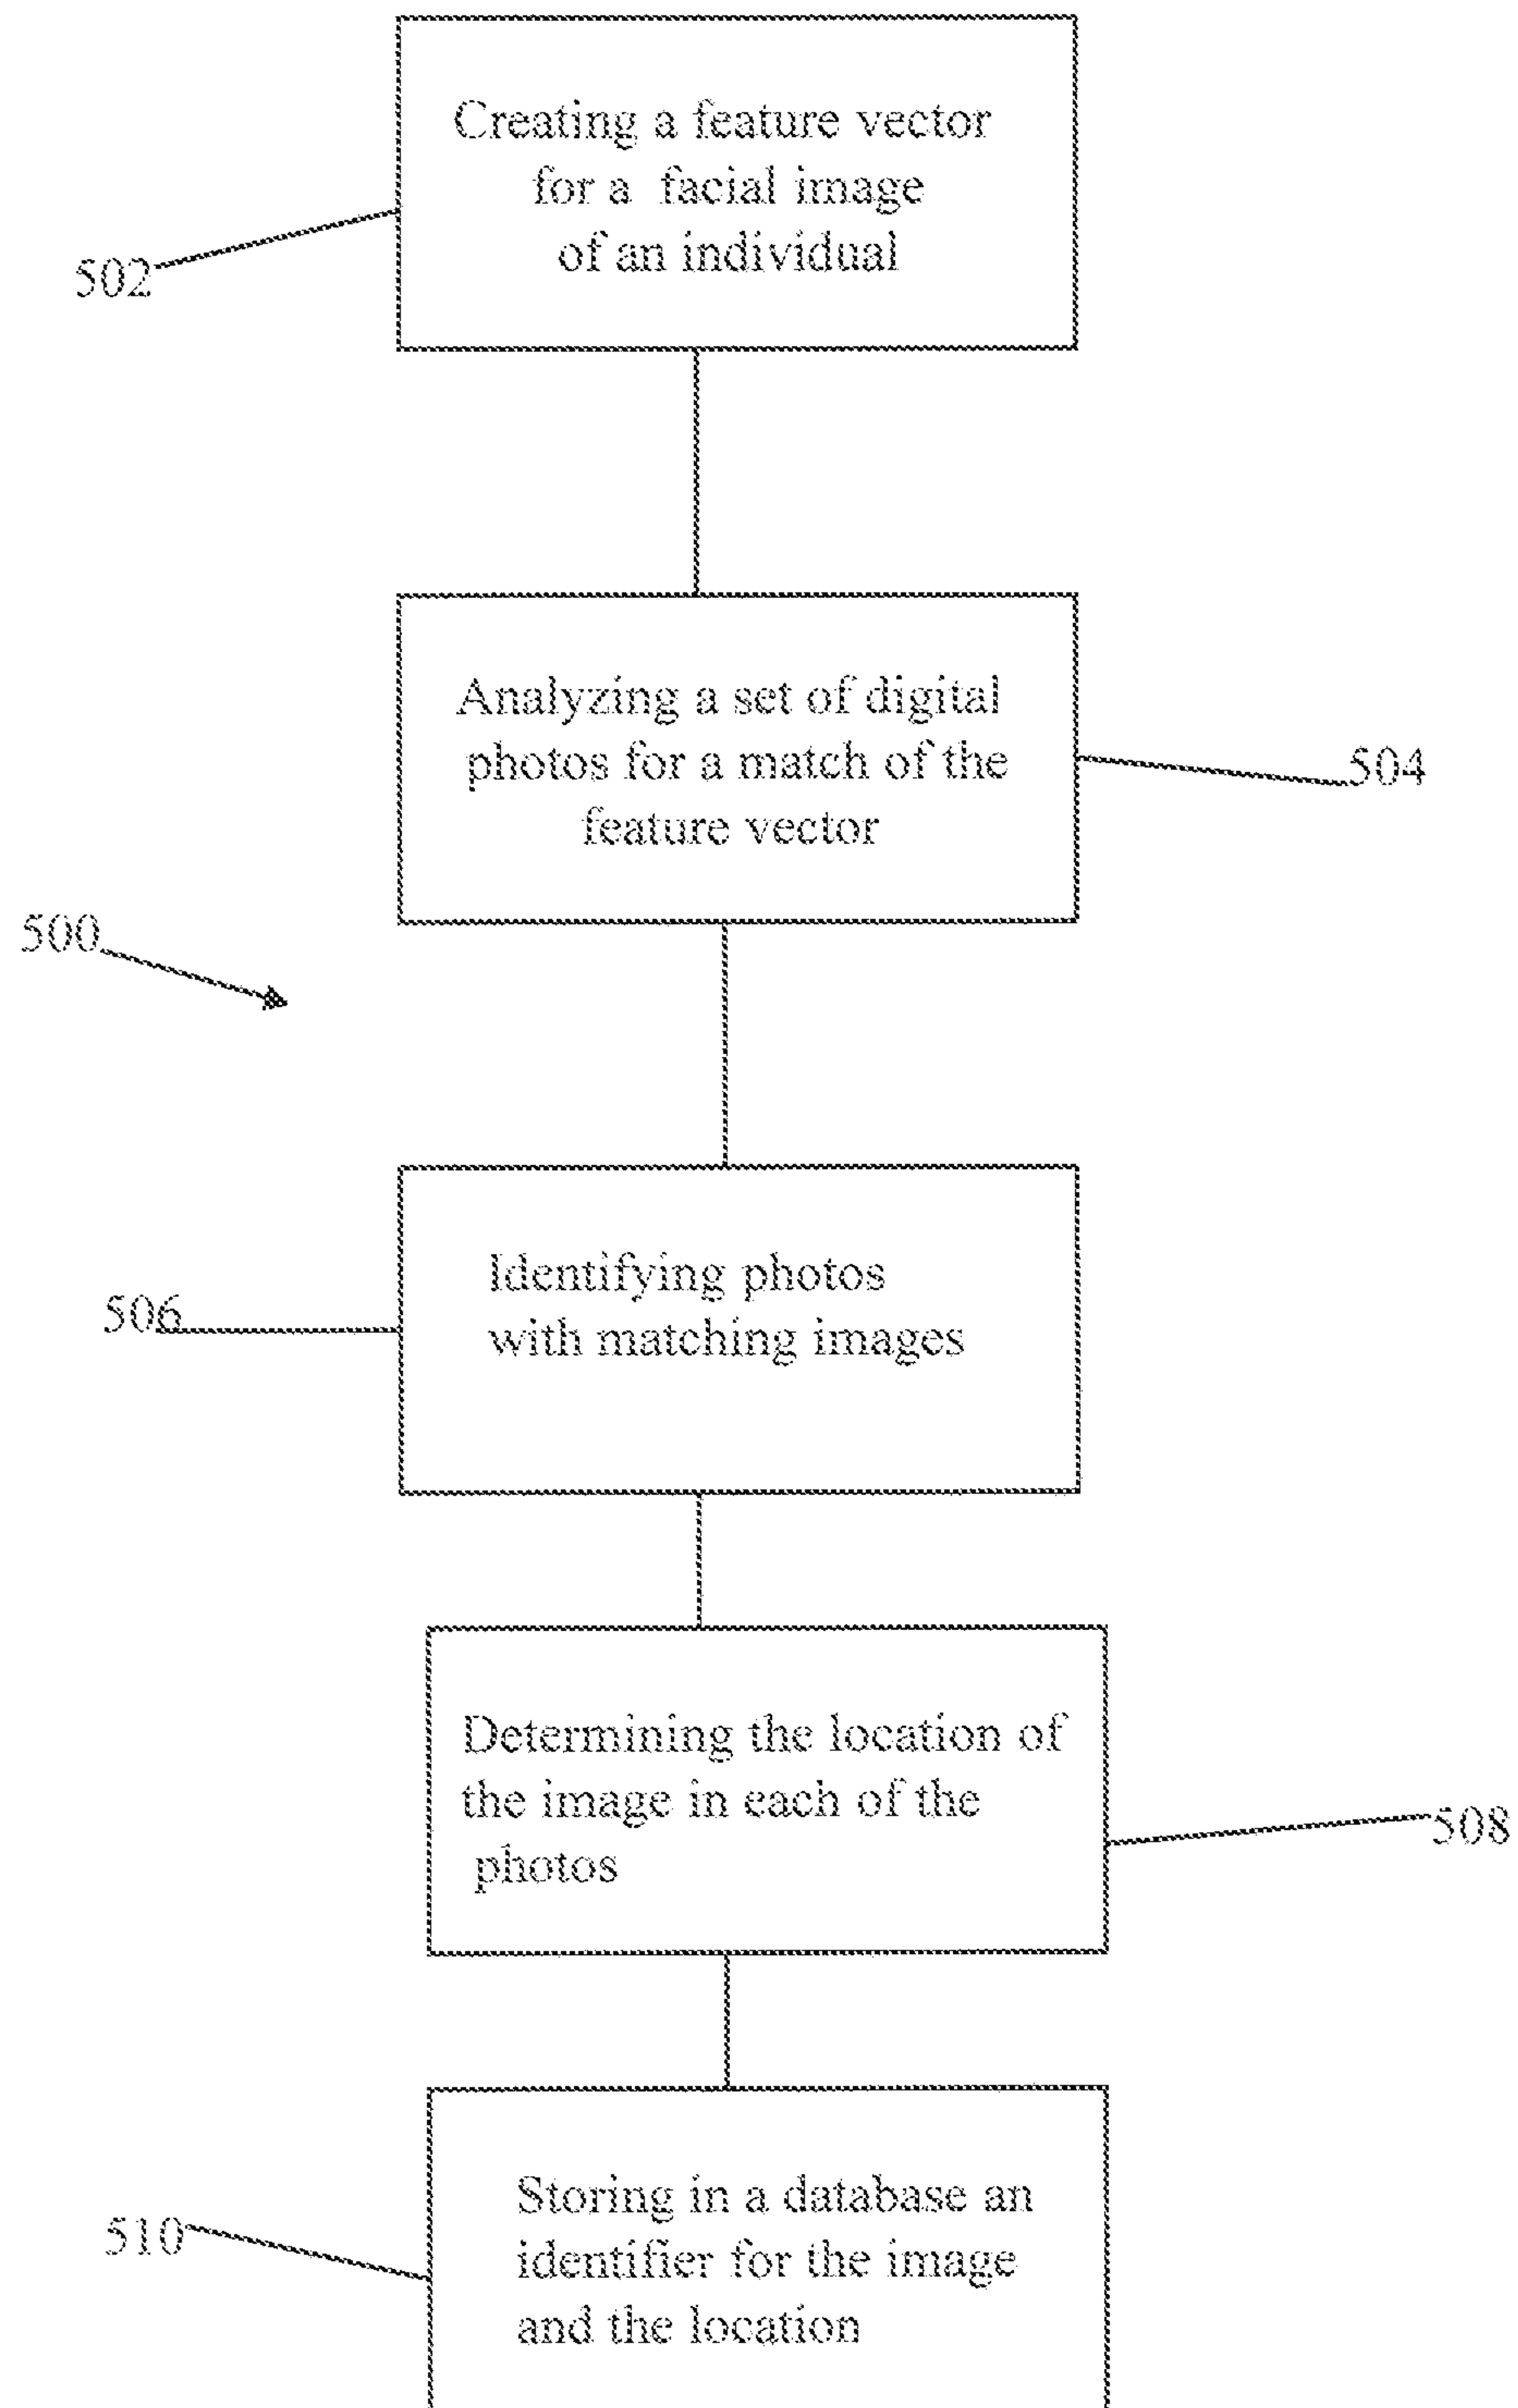 Creating a feature vector
for a facial image
of an individual
502
Analyzing a set of digital
photos for a match of the
feature vector
504
500
Identifying photos
with matching images
506
Determining the location of
the image in each of the
photos
508
Storing in a database an
identifier for the image
and the location
510